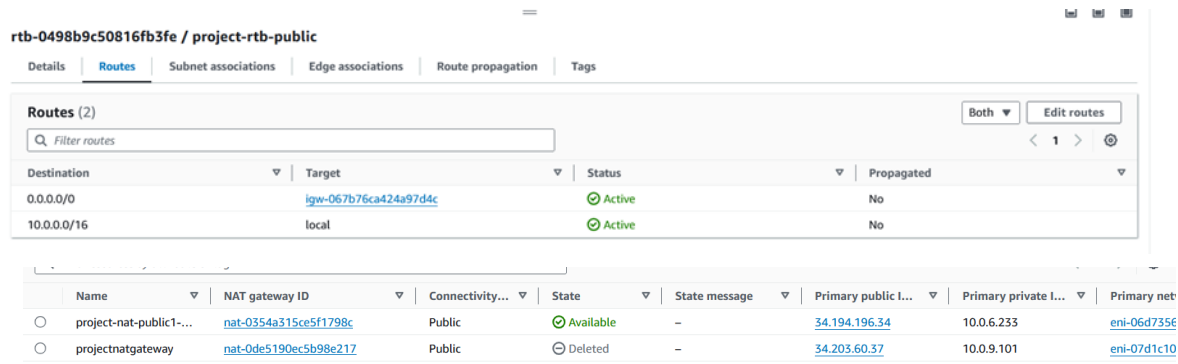 rtb-0498b9c50816fb3fe / project-rtb-public
Details Routes Subnet associations Edge associations Route propagation Tags
Routes (2) Both Edit routes
Filter routes 1
Destination Target Status Propagated
0.0.0.0/0 igw-067b76ca424a97d4c Active No
10.0.0.0/16 local Active No
Name NAT gateway ID Connectivity... State State message Primary public I... Primary private I... Primary net
project-nat-public1-... nat-0354a315ce5f1798c Public Available – 34.194.196.34 10.0.6.233 eni-06d7356
projectnatgateway nat-0de5190ec5b98e217 Public Deleted – 34.203.60.37 10.0.9.101 eni-07d1c10